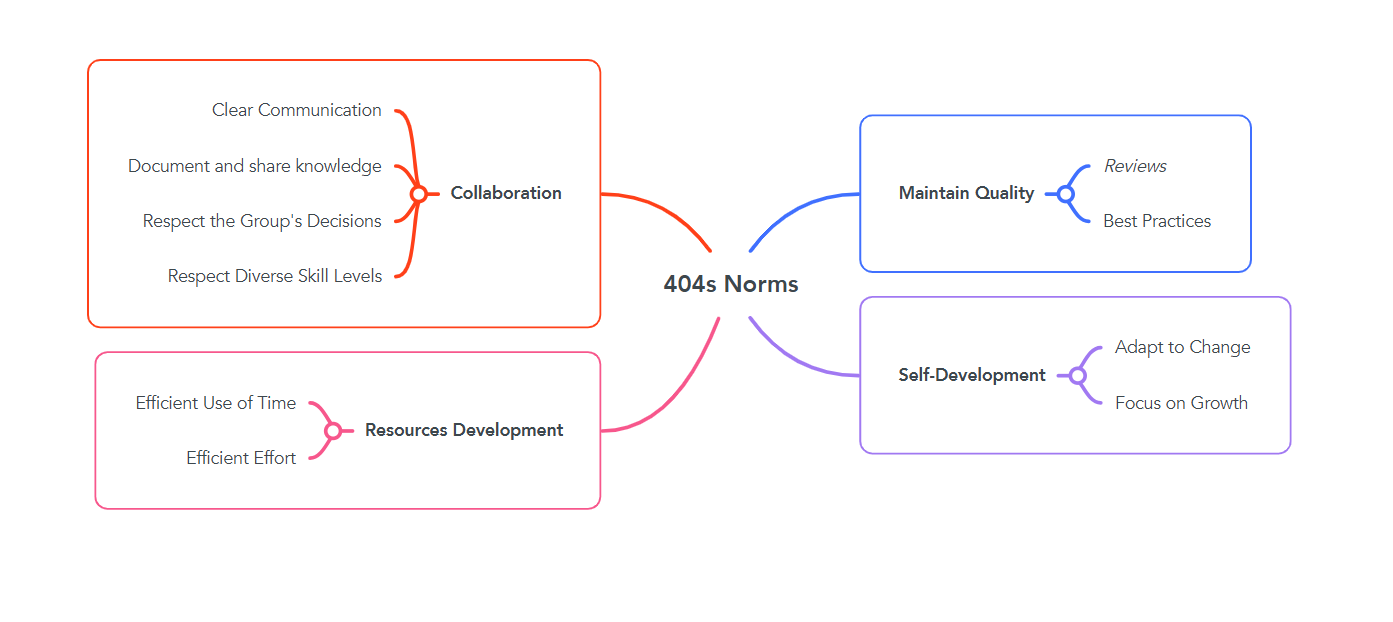 404s Norms
Collaboration
Clear Communication
Document and share knowledge
Respect the Group's Decisions
Respect Diverse Skill Levels
Resources Development
Efficient Use of Time
Efficient Effort
Maintain Quality
Reviews
Best Practices
Self-Development
Adapt to Change
Focus on Growth